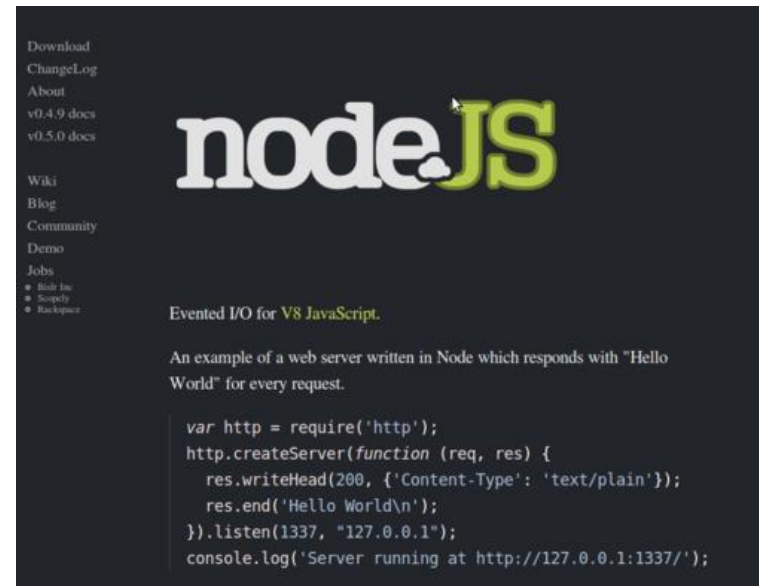 Download
ChangeLog
About
v0.4.9 docs
v0.5.0 docs
Wiki
Blog
Community
Demo
Jobs
Bislr Inc
Scopely
Rackspace
nodeJS
Evented I/O for V8 JavaScript.
An example of a web server written in Node which responds with "Hello
World" for every request.
var http = require('http');
http.createServer(function (req, res) {
  res.writeHead(200, {'Content-Type': 'text/plain'});
  res.end('Hello World\n');
}).listen(1337, "127.0.0.1");
console.log('Server running at http://127.0.0.1:1337/');